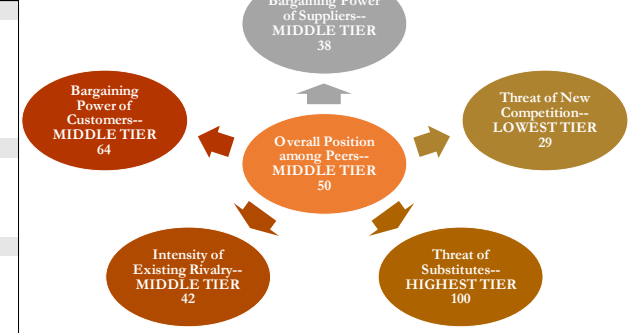 Bargaining Power
of Suppliers--
MIDDLE TIER
38
Bargaining
Power of
Customers--
MIDDLE TIER
64
Threat of New
Competition--
LOWEST TIER
29
Overall Position
among Peers--
MIDDLE TIER
50
Intensity of
Existing Rivalry--
MIDDLE TIER
42
Threat of
Substitutes--
HIGHEST TIER
100